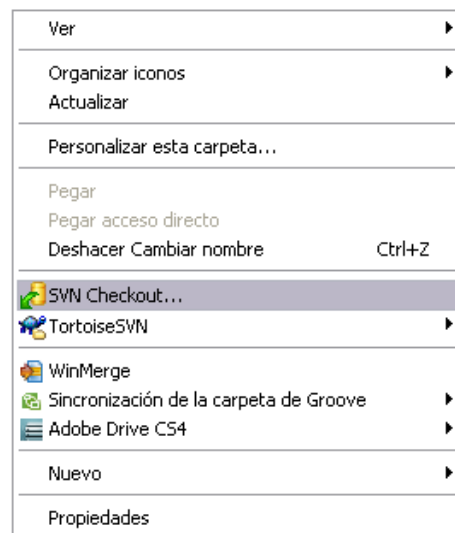 Ver
Organizar iconos
Actualizar
Personalizar esta carpeta...
Pegar
Pegar acceso directo
Deshacer Cambiar nombre Ctrl+Z
SVN Checkout...
TortoiseSVN
WinMerge
Sincronización de la carpeta de Groove
Adobe Drive CS4
Nuevo
Propiedades